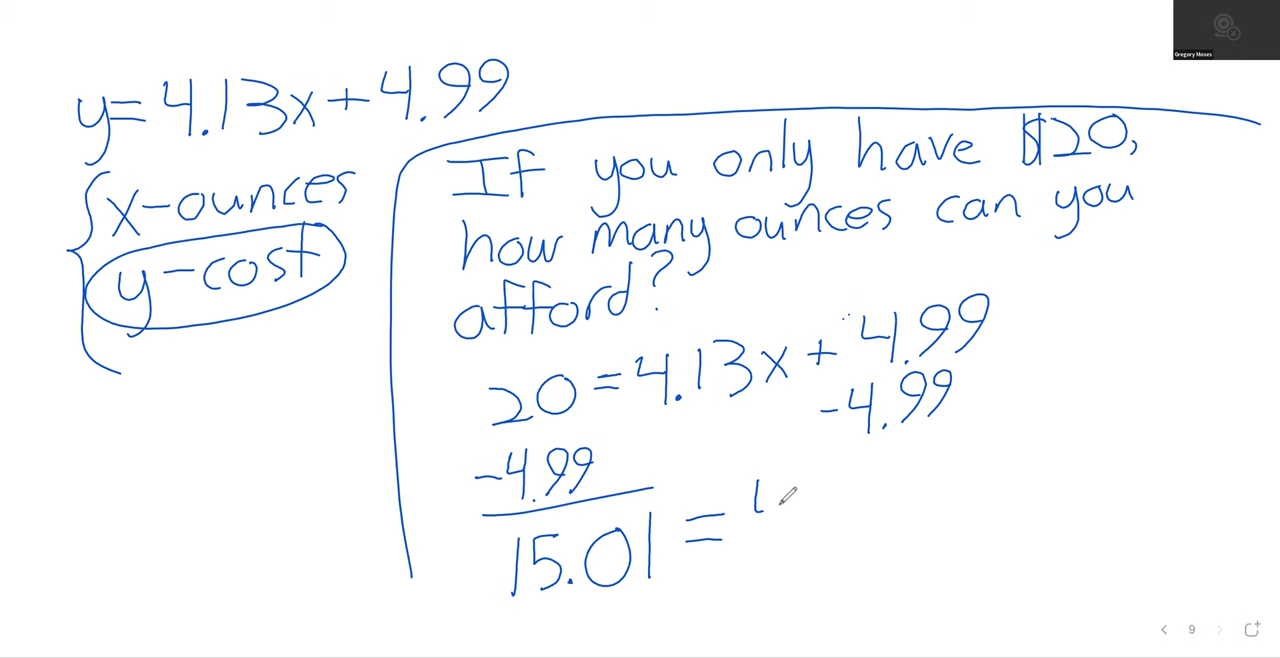 Gregory Moses
y=4.13x+4.99
x-ounces
y-cost
If you only have $20,
how many ounces can you
afford?
20=4.13x+4.99
-4.99
-4.99
15.01=
9